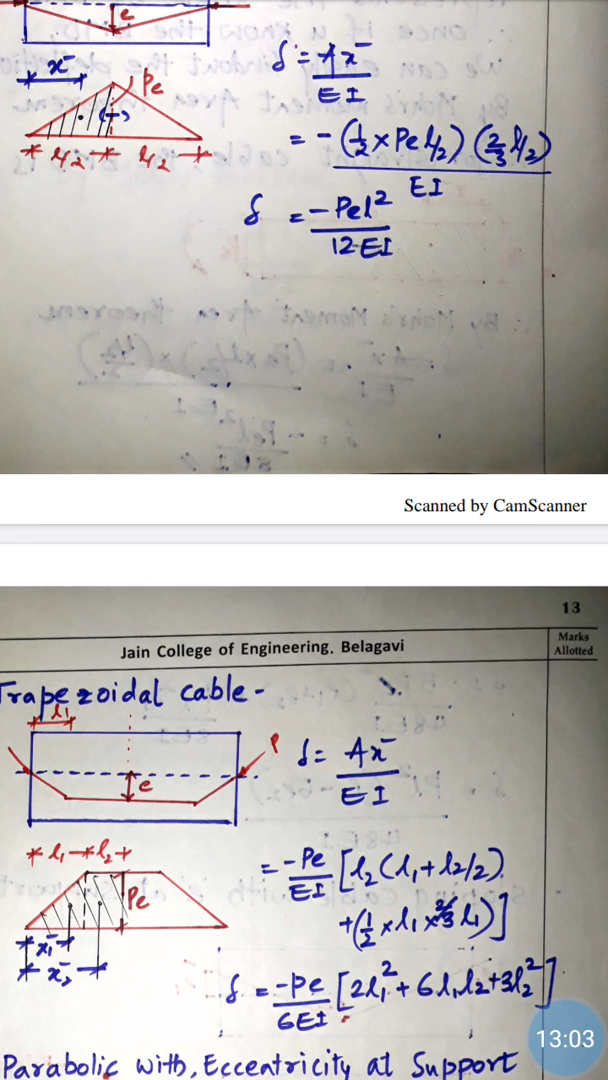 e
x̄
Pe
(-)
l/2 l/2
δ = Ax̄
EI
= -(½ × Pe l/2) (⅔ l/2)
EI
δ = -Pel²
12EI
Scanned by CamScanner
13
Jain College of Engineering, Belagavi
Marks
Allotted
Trapezoidal cable -
l₁
P
e
δ = Ax̄
EI
l₁ l₂
Pe
x̄₁
x̄₂
= -Pe/EI [l₂(l₁+l₂/2)
+(½ × l₁ × ⅔ l₁)]
δ = -Pe/6EI [2l₁² + 6l₁l₂ + 3l₂²]
13:03
Parabolic with, Eccentricity at Support